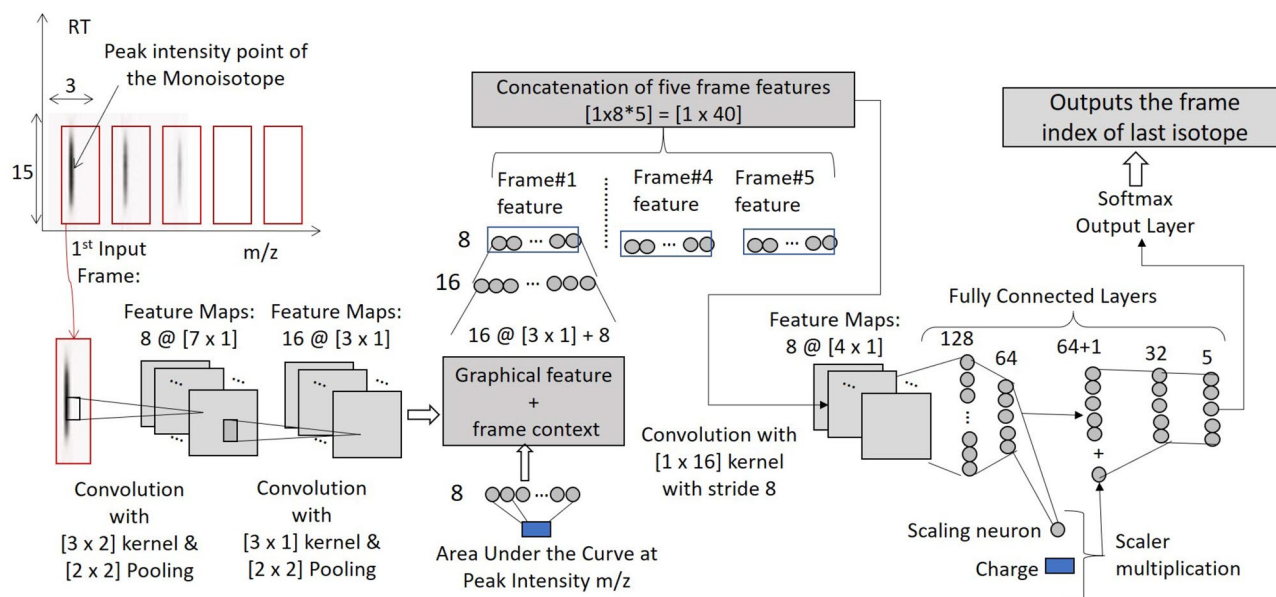 RT
Peak intensity point of
the Monoisotope
3
15
1st Input
Frame:
m/z
Feature Maps:
8 @ [7 x 1]
Feature Maps:
16 @ [3 x 1]
...
...
...
...
Convolution
with
[3 x 2] kernel &
[2 x 2] Pooling
Convolution
with
[3 x 1] kernel &
[2 x 2] Pooling
Concatenation of five frame features
[1x8*5] = [1 x 40]
Frame#1
feature
Frame#4
feature
Frame#5
feature
8
...
...
...
16
...
16 @ [3 x 1] + 8
Graphical feature
+
frame context
8
...
Area Under the Curve at
Peak Intensity m/z
Outputs the frame
index of last isotope
Softmax
Output Layer
Fully Connected Layers
Feature Maps:
8 @ [4 x 1]
...
...
128
64
64+1
32
5
+
Convolution with
[1 x 16] kernel
with stride 8
Scaling neuron
Charge
Scaler
multiplication